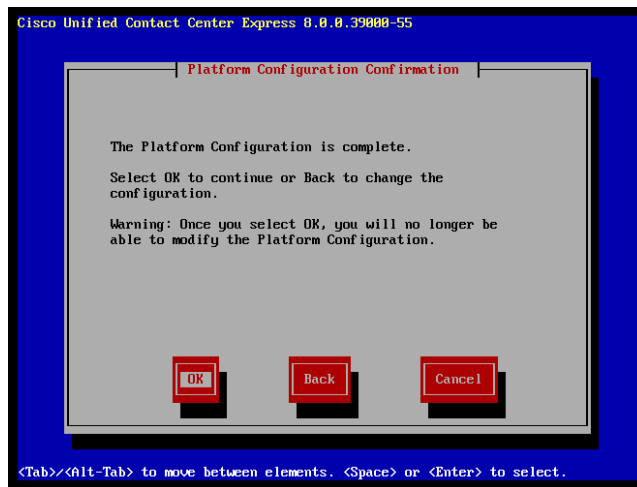 Cisco Unified Contact Center Express 8.0.0.39000-55
Platform Configuration Confirmation
The Platform Configuration is complete.
Select OK to continue or Back to change the
configuration.
Warning: Once you select OK, you will no longer be
able to modify the Platform Configuration.
OK Back Cancel
<Tab>/<Alt-Tab> to move between elements. <Space> or <Enter> to select.